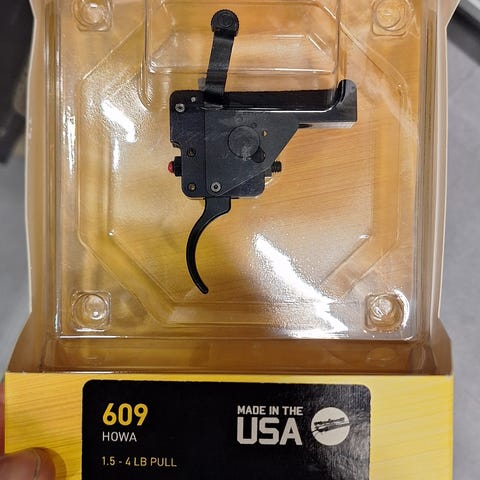 609
HOWA
1.5 - 4 LB PULL
MADE IN THE
USA